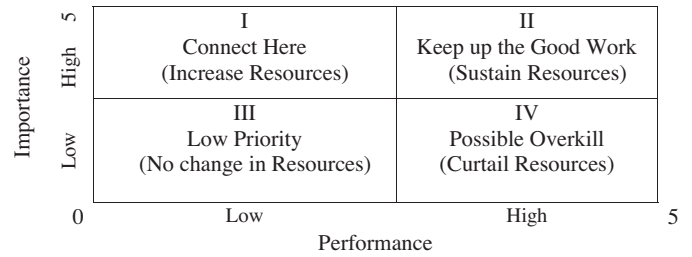 5
High
Low
Importance
I
Connect Here
(Increase Resources)
II
Keep up the Good Work
(Sustain Resources)
III
Low Priority
(No change in Resources)
IV
Possible Overkill
(Curtail Resources)
0
Low
High
5
Performance